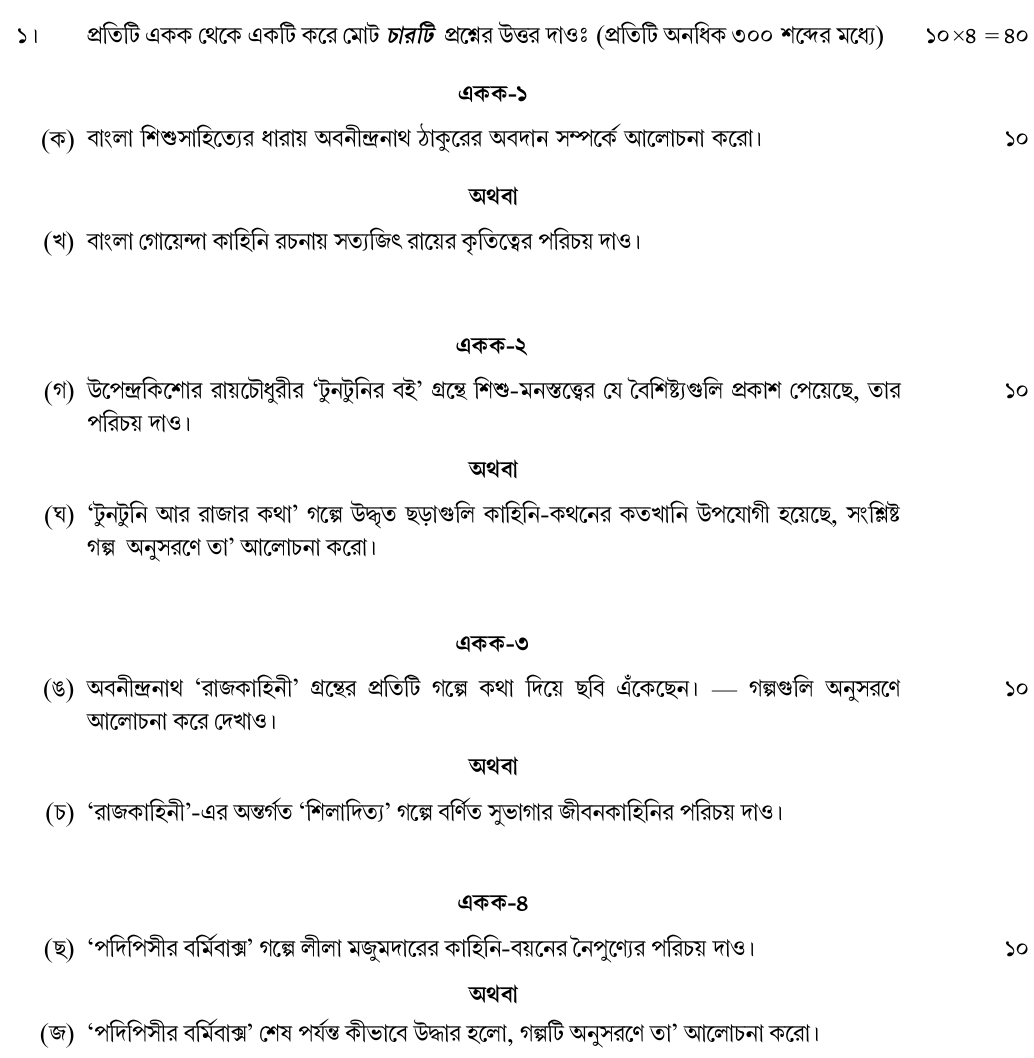 ১। প্রতিটি একক থেকে একটি করে মোট চারটি প্রশ্নের উত্তর দাওঃ (প্রতিটি অনধিক ৩০০ শব্দের মধ্যে) ১০×৪ = ৪০
একক-১
(ক) বাংলা শিশুসাহিত্যের ধারায় অবনীন্দ্রনাথ ঠাকুরের অবদান সম্পর্কে আলোচনা করো। ১০
অথবা
(খ) বাংলা গোয়েন্দা কাহিনি রচনায় সত্যজিৎ রায়ের কৃতিত্বের পরিচয় দাও।
একক-২
(গ) উপেন্দ্রকিশোর রায়চৌধুরীর ‘টুনটুনির বই’ গ্রন্থে শিশু-মনস্তত্ত্বের যে বৈশিষ্ট্যগুলি প্রকাশ পেয়েছে, তার ১০
পরিচয় দাও।
অথবা
(ঘ) ‘টুনটুনি আর রাজার কথা’ গল্পে উদ্ধৃত ছড়াগুলি কাহিনি-কথনের কতখানি উপযোগী হয়েছে, সংশ্লিষ্ট
গল্প অনুসরণে তা’ আলোচনা করো।
একক-৩
(ঙ) অবনীন্দ্রনাথ ‘রাজকাহিনী’ গ্রন্থের প্রতিটি গল্পে কথা দিয়ে ছবি এঁকেছেন। — গল্পগুলি অনুসরণে ১০
আলোচনা করে দেখাও।
অথবা
(চ) ‘রাজকাহিনী’-এর অন্তর্গত ‘শিলাদিত্য’ গল্পে বর্ণিত সুভাগার জীবনকাহিনির পরিচয় দাও।
একক-৪
(ছ) ‘পদিপিসীর বর্মিবাক্স’ গল্পে লীলা মজুমদারের কাহিনি-বয়নের নৈপুণ্যের পরিচয় দাও। ১০
অথবা
(জ) ‘পদিপিসীর বর্মিবাক্স’ শেষ পর্যন্ত কীভাবে উদ্ধার হলো, গল্পটি অনুসরণে তা’ আলোচনা করো।